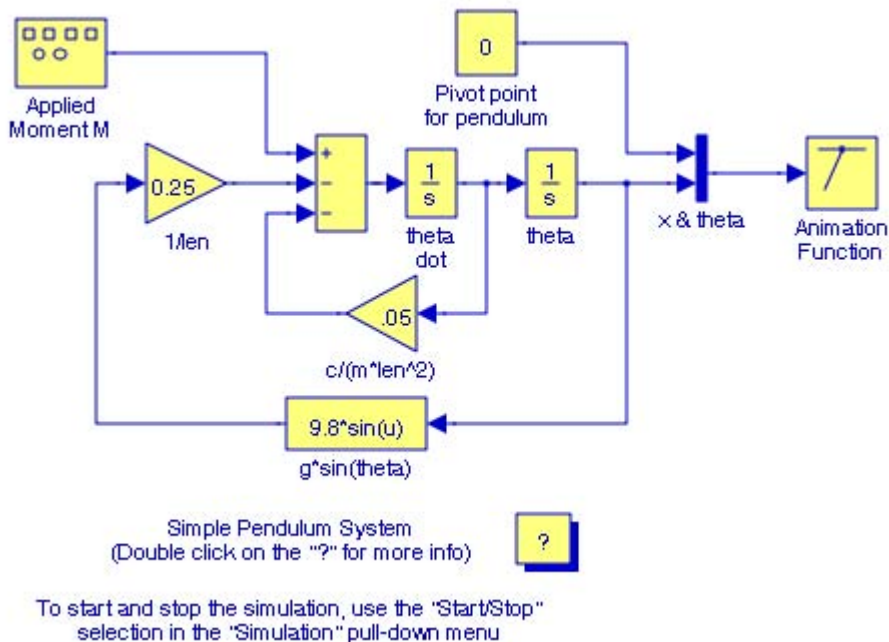 0
Applied
Moment M
Pivot point
for pendulum
+
0.25
−
−
1
s
1
s
1/len
theta
dot
theta
x & theta
Animation
Function
.05
c/(m*len^2)
9.8*sin(u)
g*sin(theta)
Simple Pendulum System
(Double click on the "?" for more info)
?
To start and stop the simulation, use the "Start/Stop"
selection in the "Simulation" pull-down menu